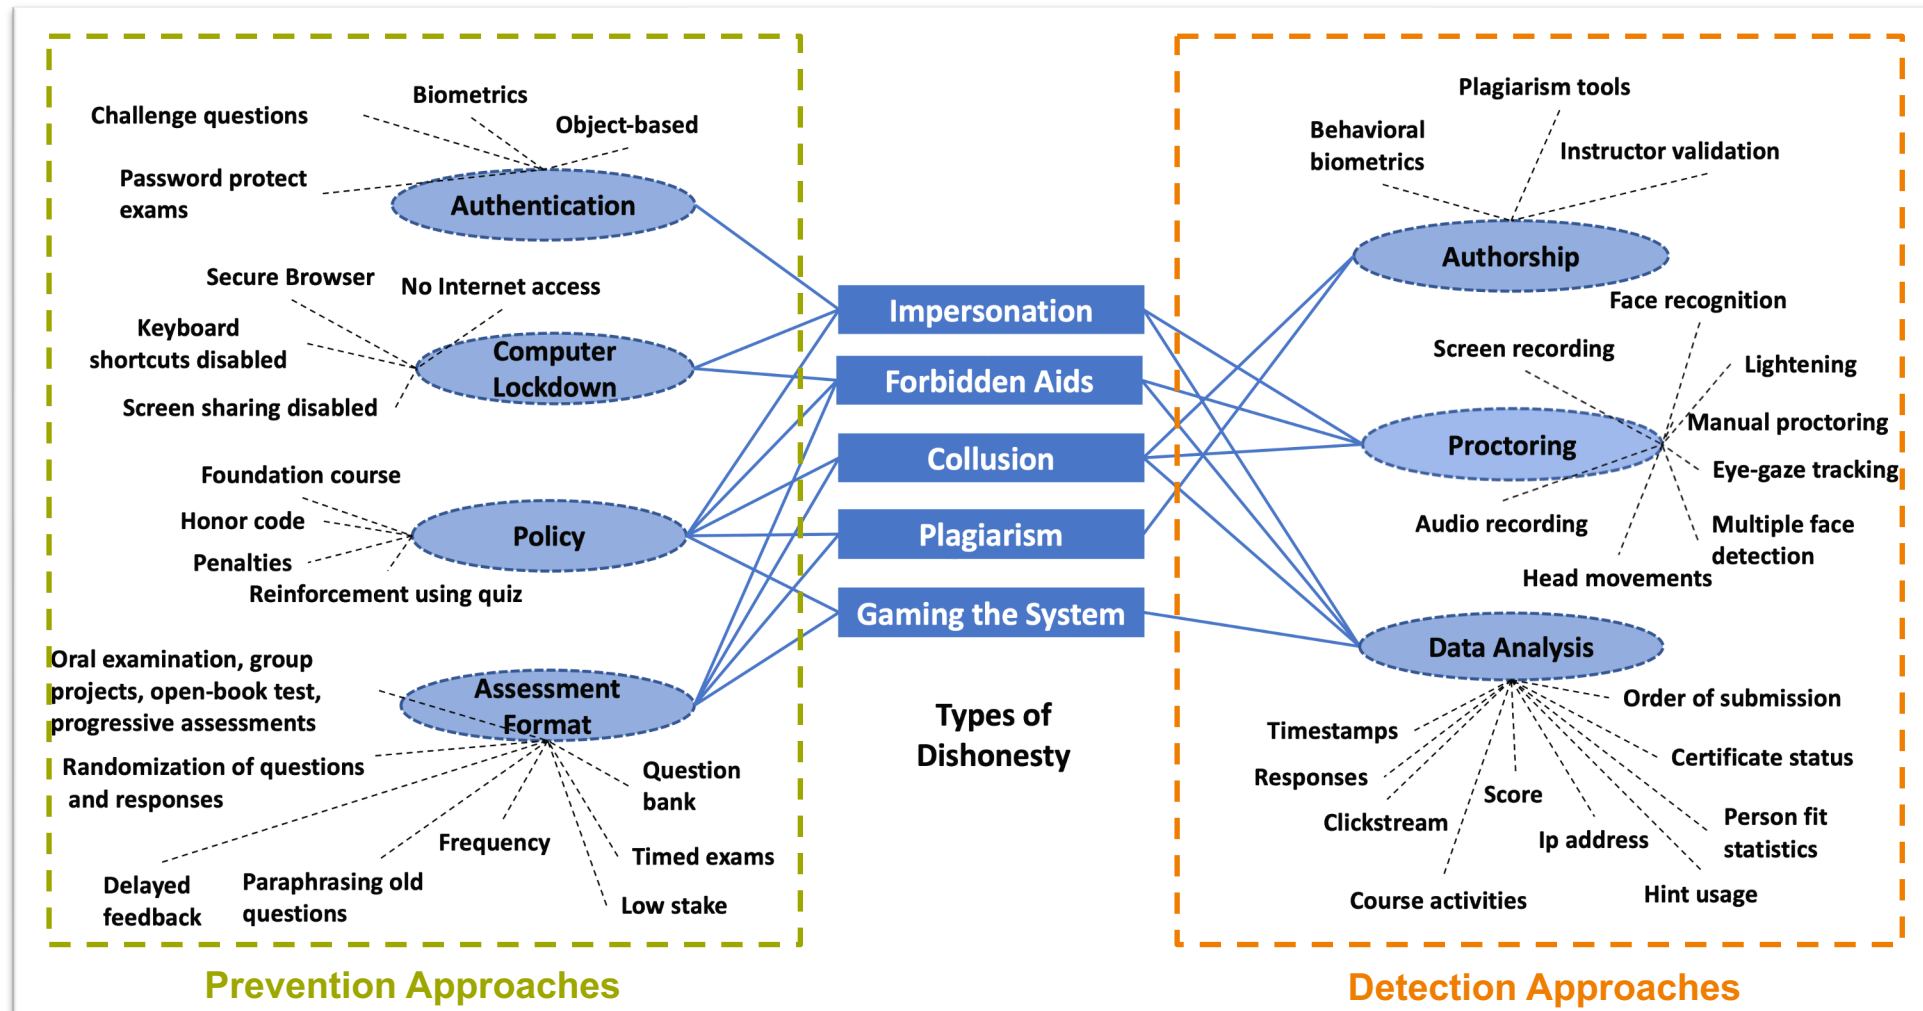 Biometrics
Challenge questions
Object-based
Password protect
exams
Authentication
Secure Browser
No Internet access
Keyboard
shortcuts disabled
Computer
Lockdown
Screen sharing disabled
Foundation course
Honor code
Policy
Penalties
Reinforcement using quiz
Oral examination, group
projects, open-book test,
progressive assessments
Assessment
Format
Randomization of questions
and responses
Question
bank
Frequency
Timed exams
Delayed
feedback
Paraphrasing old
questions
Low stake
Prevention Approaches
Impersonation
Forbidden Aids
Collusion
Plagiarism
Gaming the System
Types of
Dishonesty
Plagiarism tools
Behavioral
biometrics
Instructor validation
Authorship
Face recognition
Screen recording
Lightening
Manual proctoring
Proctoring
Eye-gaze tracking
Audio recording
Multiple face
detection
Head movements
Data Analysis
Order of submission
Timestamps
Certificate status
Responses
Score
Clickstream
Ip address
Person fit
statistics
Course activities
Hint usage
Detection Approaches